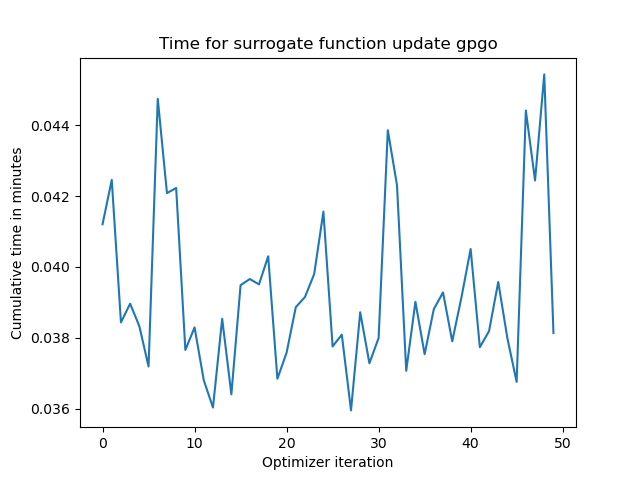 Time for surrogate function update gpgo
Cumulative time in minutes
0.044
0.042
0.040
0.038
0.036
0 10 20 30 40 50
Optimizer iteration